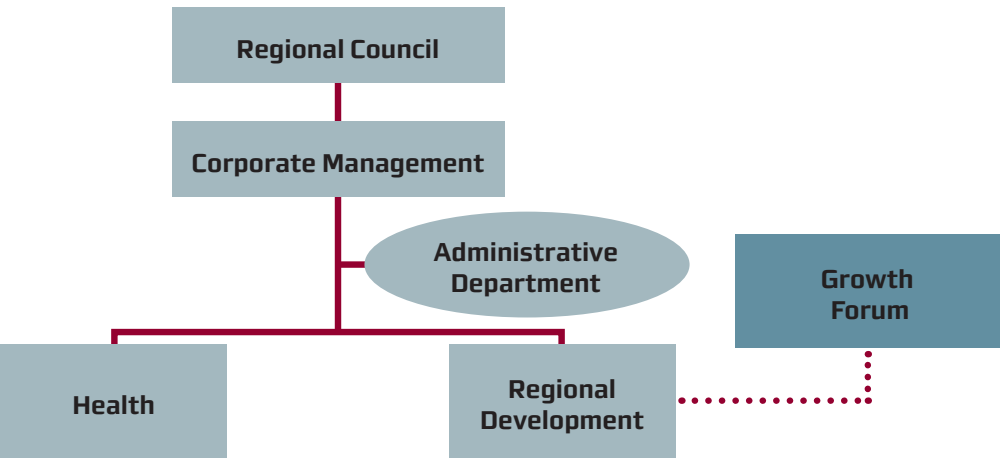 Regional Council
Corporate Management
Administrative
Department
Growth
Forum
Health
Regional
Development